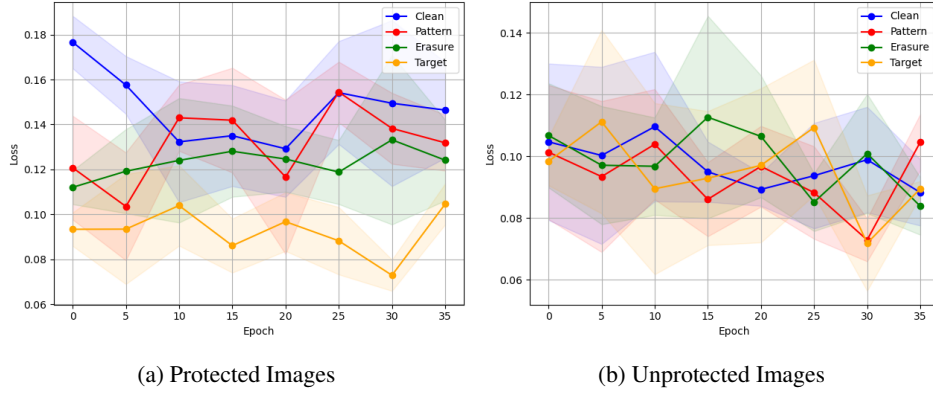 0.18
0.16
0.14
0.12
0.10
0.08
0.06
Loss
0 5 10 15 20 25 30 35
Epoch
Clean
Pattern
Erasure
Target
(a) Protected Images
0.14
0.12
0.10
0.08
0.06
Loss
0 5 10 15 20 25 30 35
Epoch
Clean
Pattern
Erasure
Target
(b) Unprotected Images